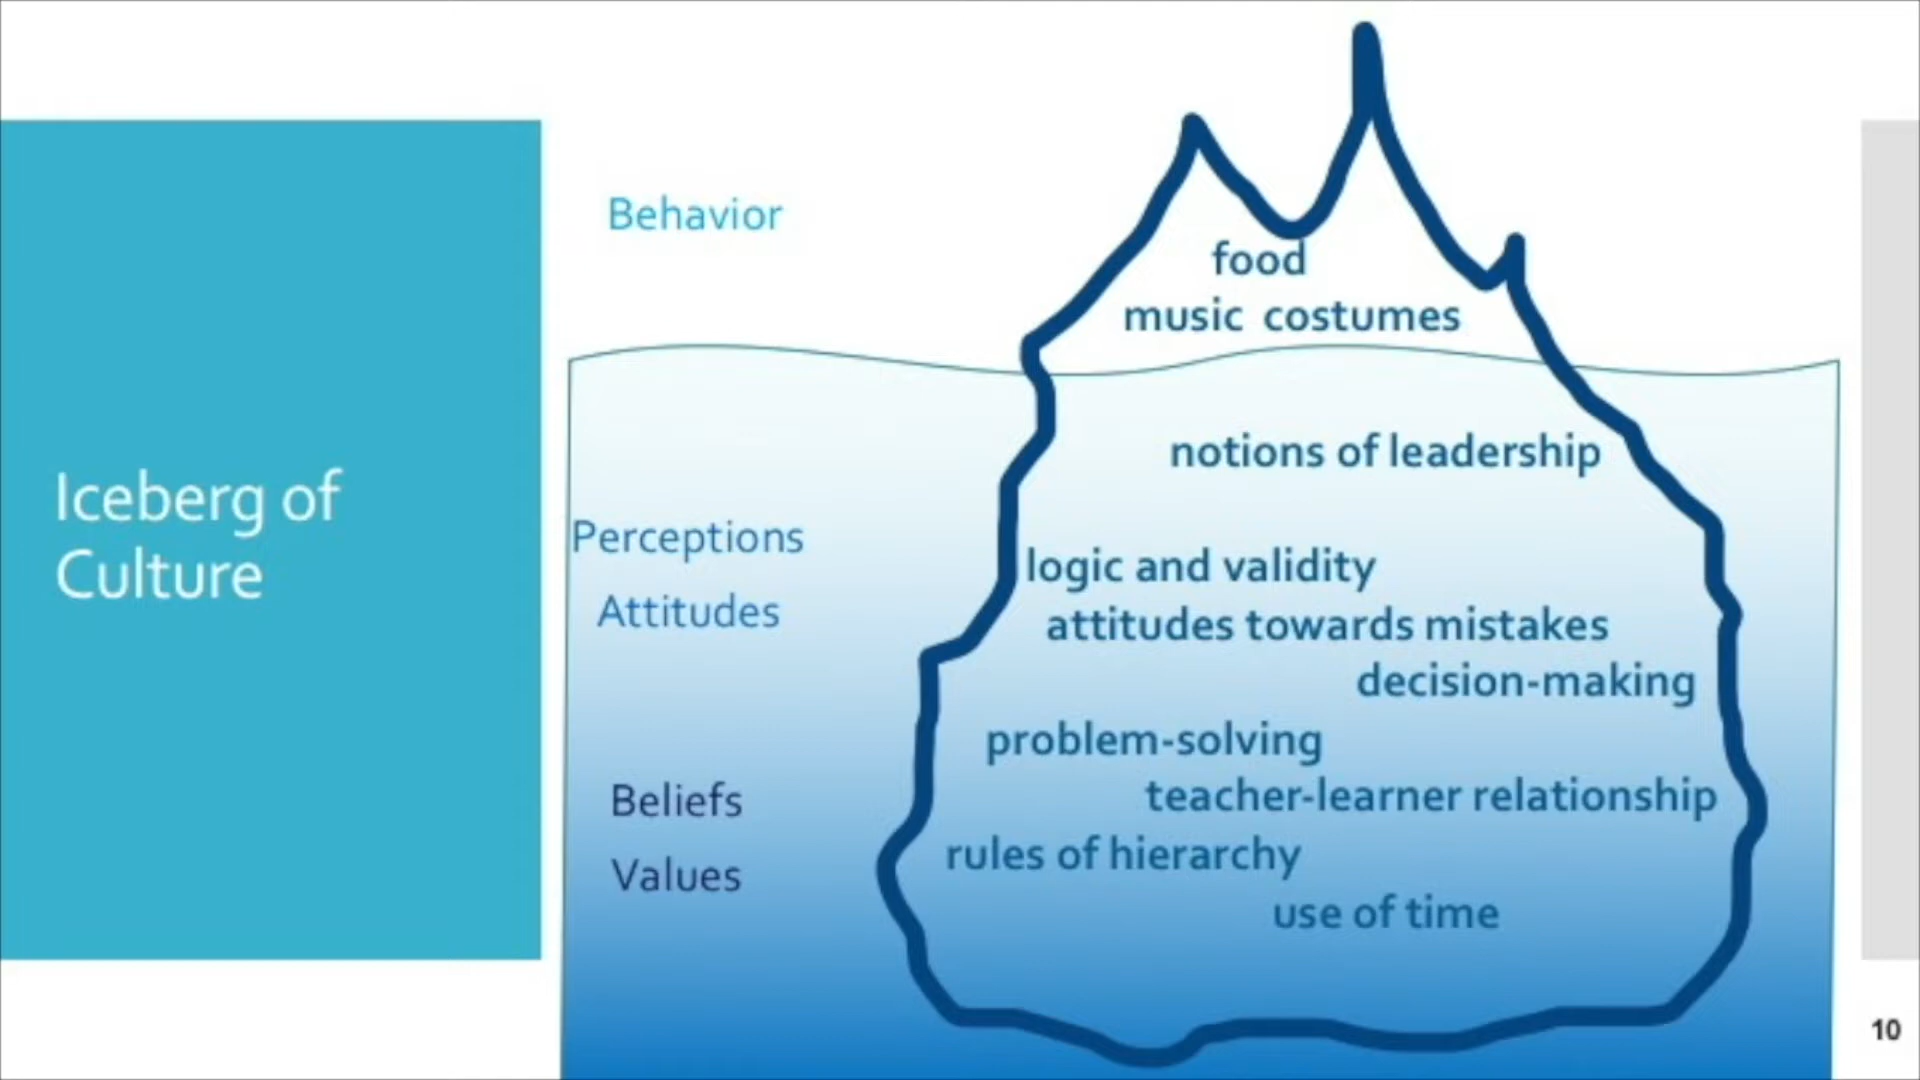 Iceberg of
Culture
Behavior
Perceptions
Attitudes
Beliefs
Values
food
music costumes
notions of leadership
logic and validity
attitudes towards mistakes
decision-making
problem-solving
teacher-learner relationship
rules of hierarchy
use of time
10